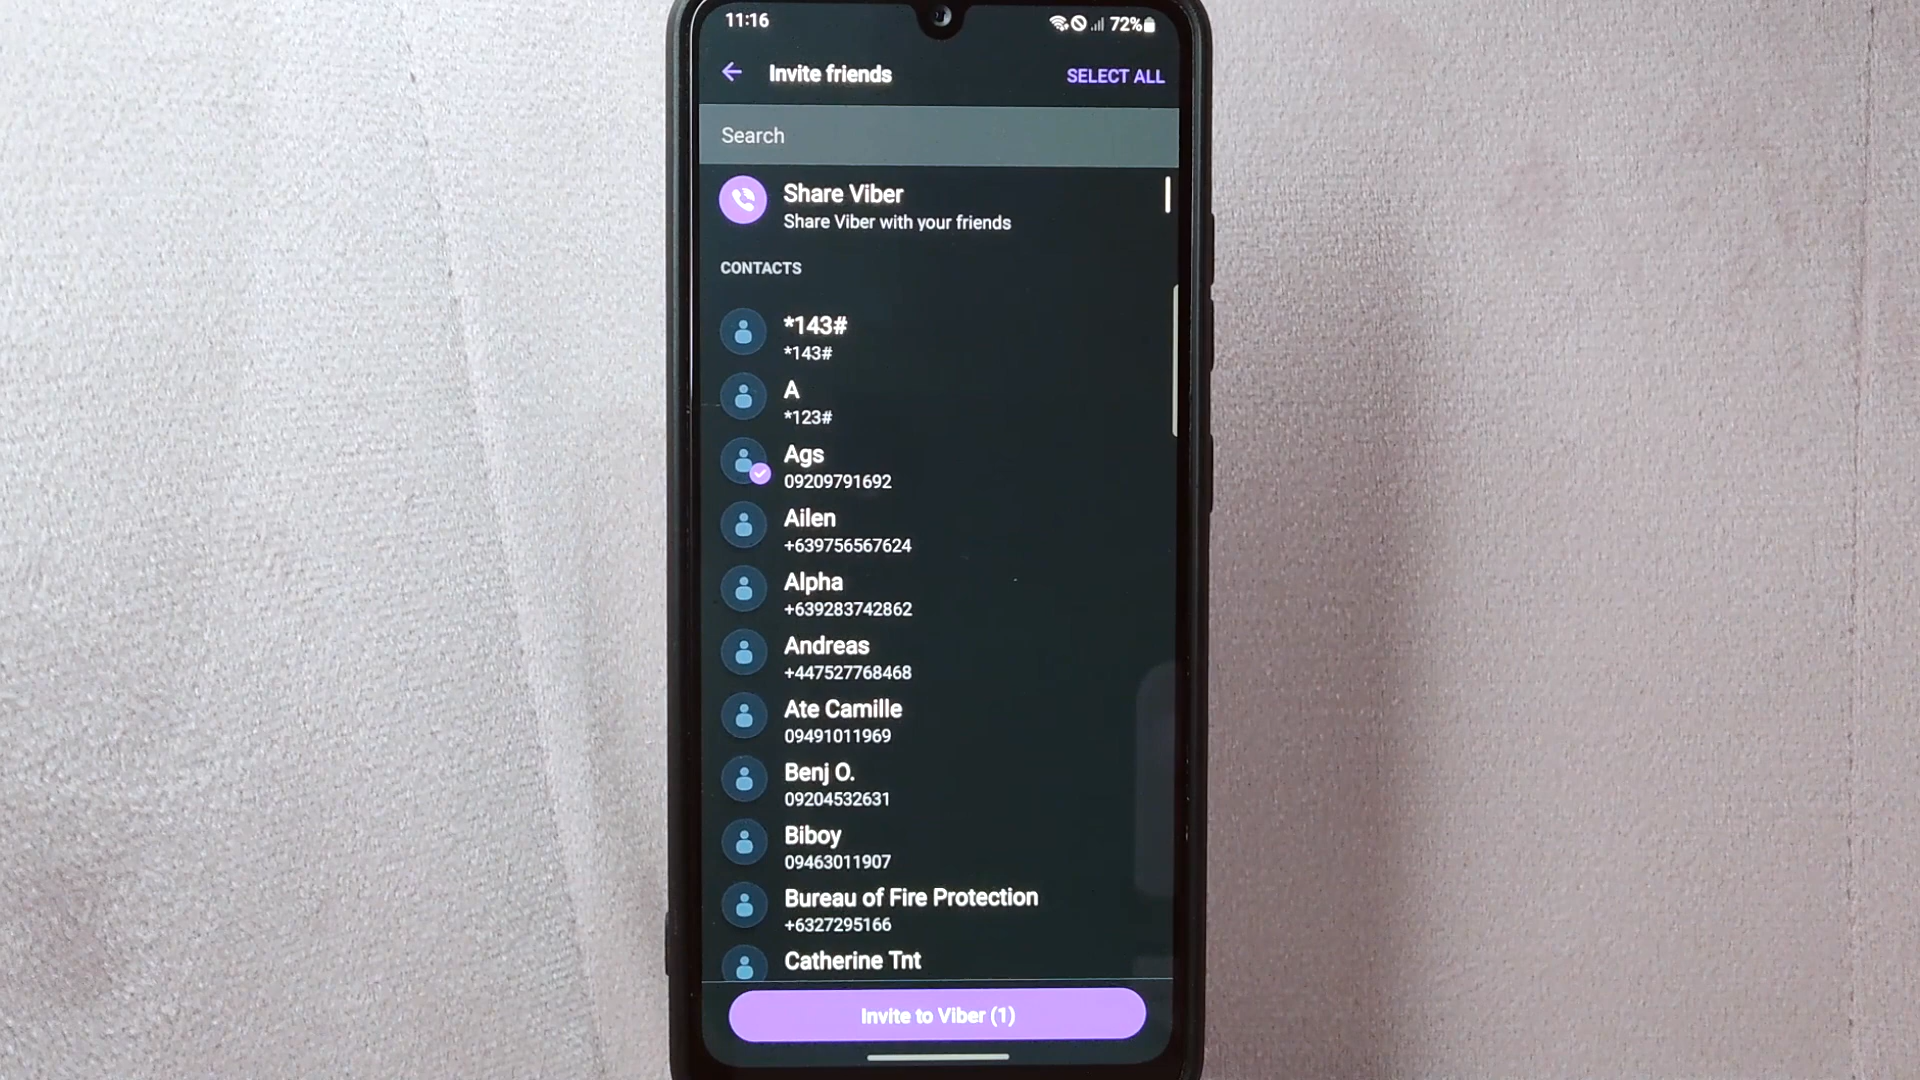 11:16
72%
Invite friends
SELECT ALL
Search
Share Viber
Share Viber with your friends
CONTACTS
*143#
*143#
A
*123#
Ags
09209791692
Ailen
+639756567624
Alpha
+639283742862
Andreas
+447527768468
Ate Camille
09491011969
Benj O.
09204532631
Biboy
09463011907
Bureau of Fire Protection
+6327295166
Catherine Tnt
Invite to Viber (1)